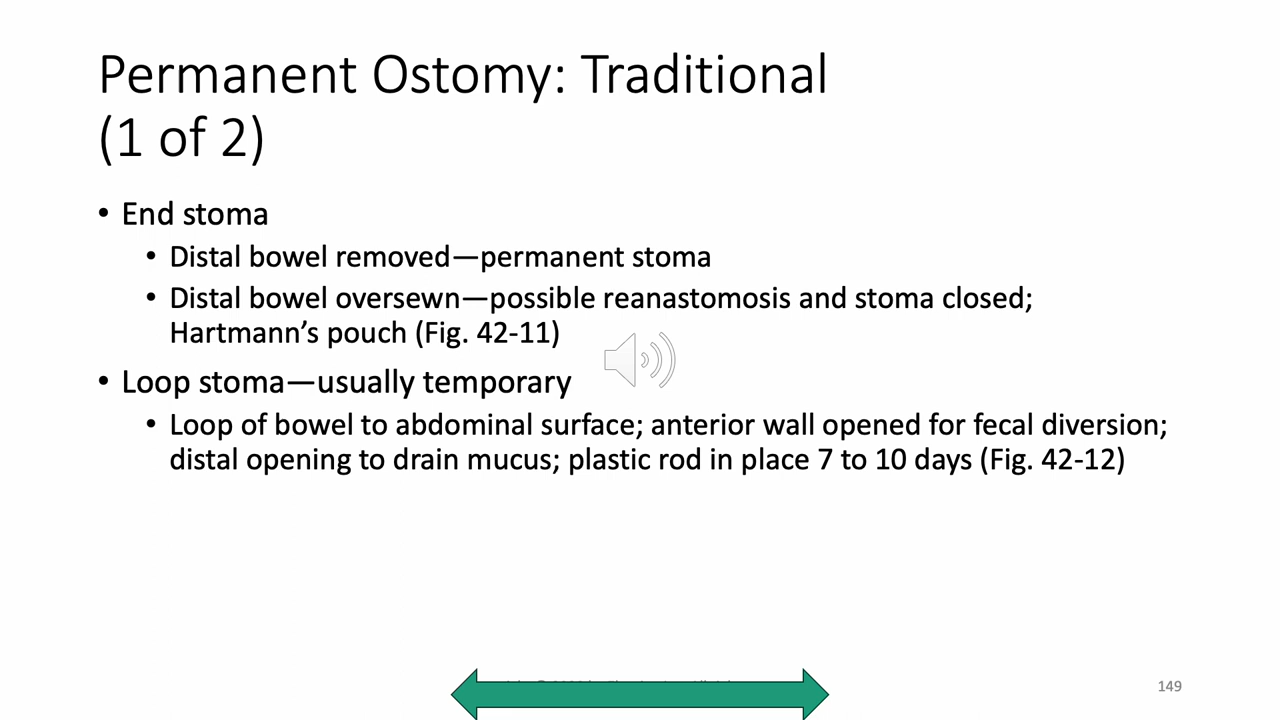 Permanent Ostomy: Traditional
(1 of 2)
• End stoma
• Distal bowel removed—permanent stoma
• Distal bowel oversewn—possible reanastomosis and stoma closed;
Hartmann’s pouch (Fig. 42-11)
• Loop stoma—usually temporary
• Loop of bowel to abdominal surface; anterior wall opened for fecal diversion;
distal opening to drain mucus; plastic rod in place 7 to 10 days (Fig. 42-12)
149